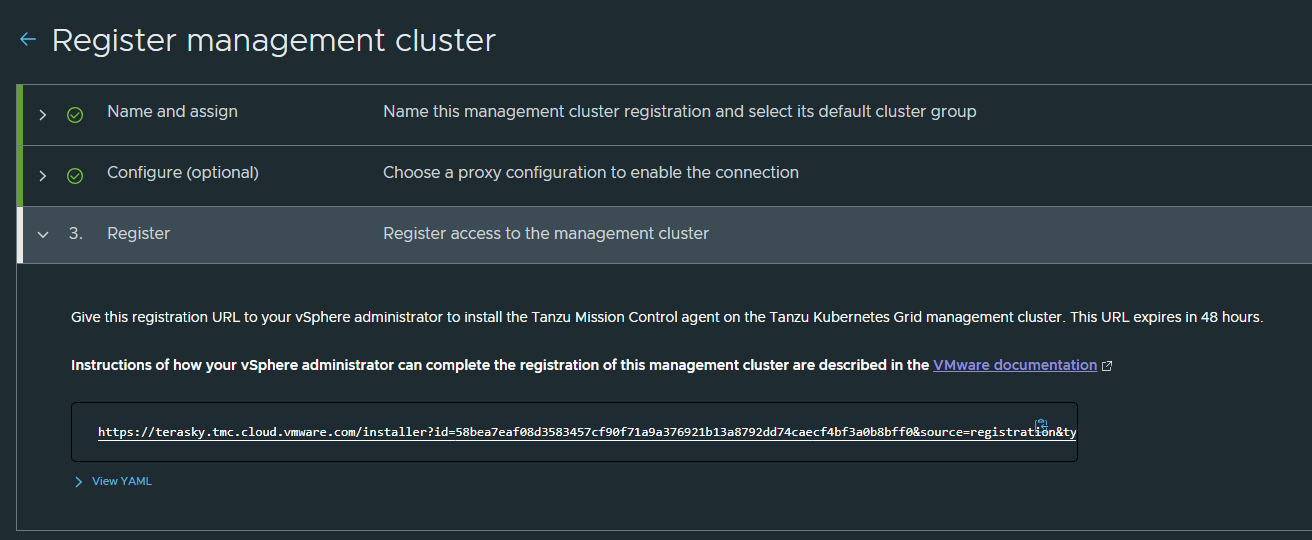 Register management cluster
Name and assign Name this management cluster registration and select its default cluster group
Configure (optional) Choose a proxy configuration to enable the connection
3. Register Register access to the management cluster
Give this registration URL to your vSphere administrator to install the Tanzu Mission Control agent on the Tanzu Kubernetes Grid management cluster. This URL expires in 48 hours.
Instructions of how your vSphere administrator can complete the registration of this management cluster are described in the VMware documentation
https://terasky.tmc.cloud.vmware.com/installer?id=58bea7eaf08d3583457cf90f71a9a376921b13a8792dd74caecf4bf3a0b8bff0&source=registration&ty
View YAML